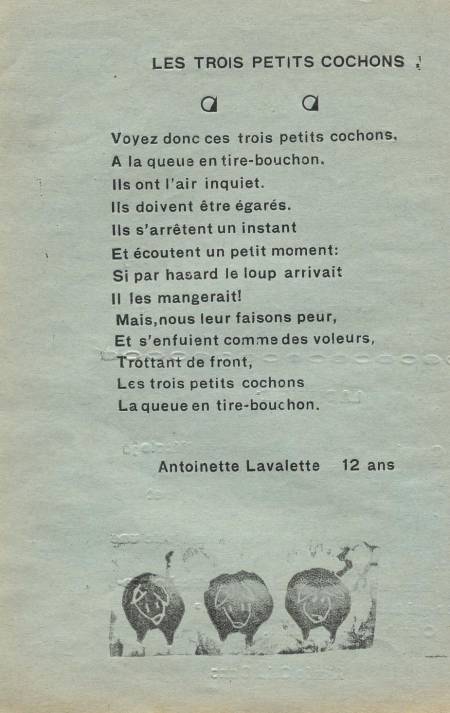 LES TROIS PETITS COCHONS
Voyez donc ces trois petits cochons.
A la queue en tire-bouchon.
Ils ont l'air inquiet.
Ils doivent être égarés.
Ils s'arrêtent un instant
Et écoutent un petit moment:
Si par hasard le loup arrivait
Il les mangerait!
Mais,nous leur faisons peur,
Et s'enfuient comme des voleurs,
Trottant de front,
Les trois petits cochons
La queue en tire-bouchon.
Antoinette Lavalette 12 ans